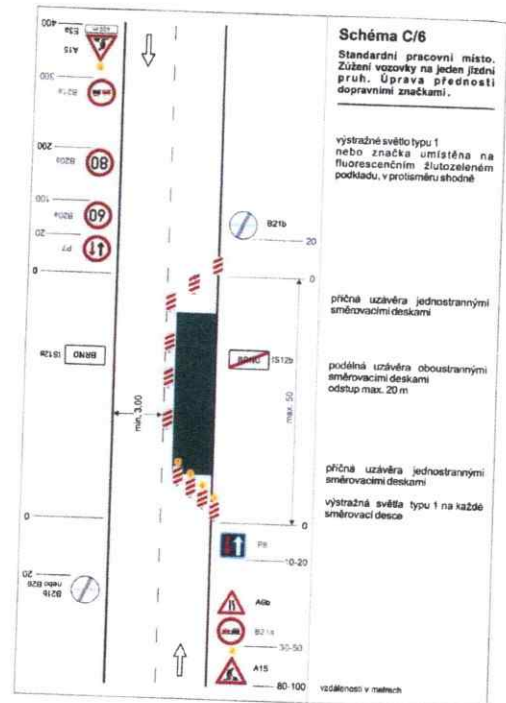 Schéma C/6
Standardní pracovní místo.
Zúžení vozovky na jeden jízdní
pruh. Úprava přednosti
dopravními značkami.
výstražné světlo typu 1
nebo značka umístěna na
fluorescenčním žlutozeleném
podkladu, v protisměru shodně
příčná uzávěra jednostrannými
směrovacími deskami
podélná uzávěra oboustrannými
směrovacími deskami
odstup max. 20 m
příčná uzávěra jednostrannými
směrovacími deskami
výstražná světla typu 1 na každé
směrovací desce
vzdálenosti v metrech
400
E3a
400 m
A15
300
B21a
200
B20a
80
100
B20a
60
20
P7
0
IS12b
BRNO
min. 3,00
0
20
B21b
nebo B26
B21b
20
0
BRNO
IS12b
max. 50
0
P8
10-20
A6b
B21a
30-50
A15
80-100